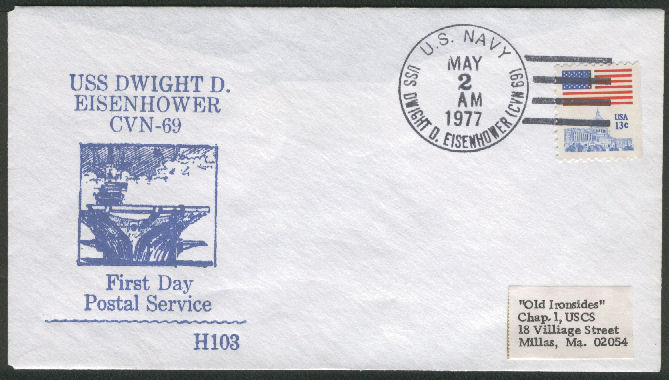 USS DWIGHT D.
EISENHOWER
CVN-69
First Day
Postal Service
H103
U.S. NAVY
MAY
2
AM
1977
USS DWIGHT D. EISENHOWER (CVN 69)
USA
13c
"Old Ironsides"
Chap. 1, USCS
18 Villiage Street
Millas, Ma. 02054